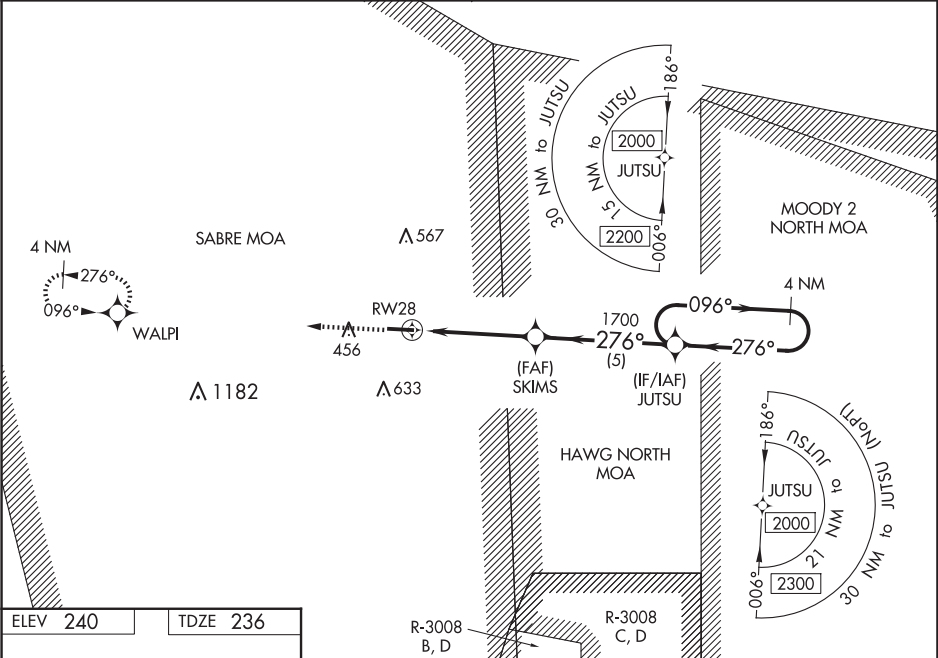 30 NM to JUTSU
15 NM to JUTSU
186°
2000
JUTSU
2200
006°
MOODY 2
NORTH MOA
SABRE MOA
567
4 NM
276°
096°
WALPI
RW28
456
1182
633
(FAF)
SKIMS
1700
276°
(5)
(IF/IAF)
JUTSU
096°
4 NM
276°
HAWG NORTH
MOA
186°
21 NM to JUTSU
30 NM to JUTSU (NoPT)
JUTSU
2000
2300
006°
ELEV 240
TDZE 236
R-3008
B, D
R-3008
C, D